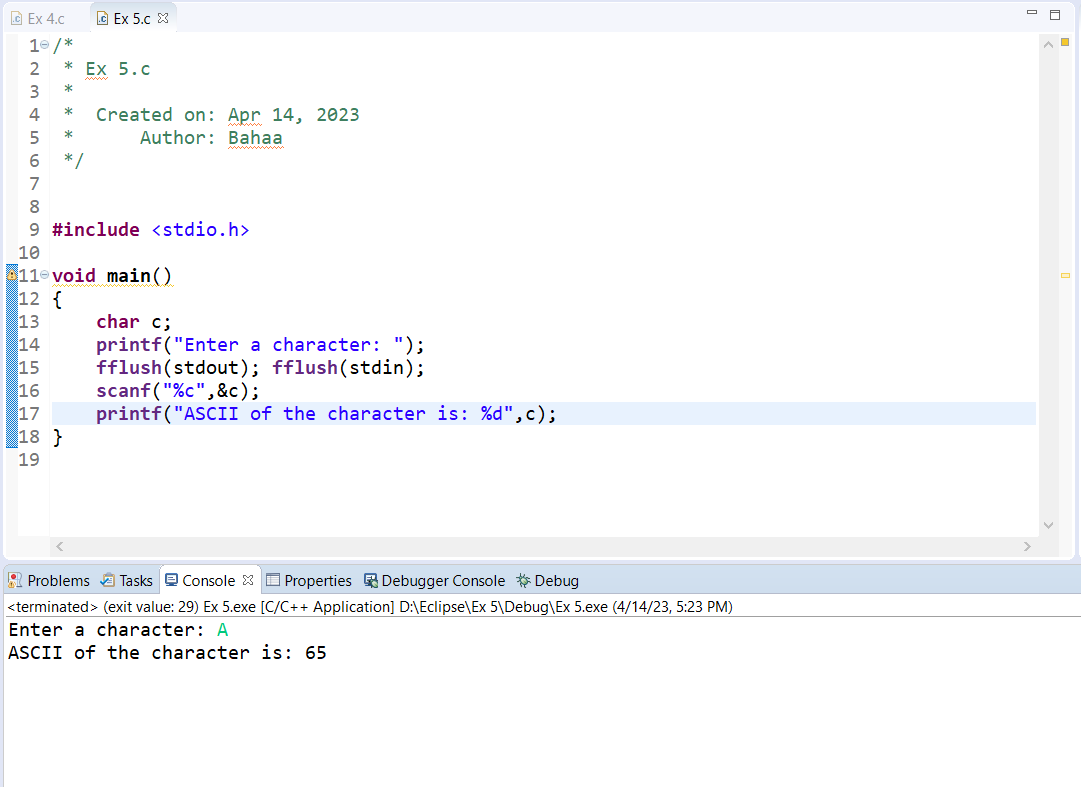 Ex 4.c Ex 5.c
1 /*
2  * Ex 5.c
3  *
4  *  Created on: Apr 14, 2023
5  *      Author: Bahaa
6  */
7
8
9 #include <stdio.h>
10
11 void main()
12 {
13     char c;
14     printf("Enter a character: ");
15     fflush(stdout); fflush(stdin);
16     scanf("%c",&c);
17     printf("ASCII of the character is: %d",c);
18 }
19
Problems Tasks Console Properties Debugger Console Debug
<terminated> (exit value: 29) Ex 5.exe [C/C++ Application] D:\Eclipse\Ex 5\Debug\Ex 5.exe (4/14/23, 5:23 PM)
Enter a character: A
ASCII of the character is: 65